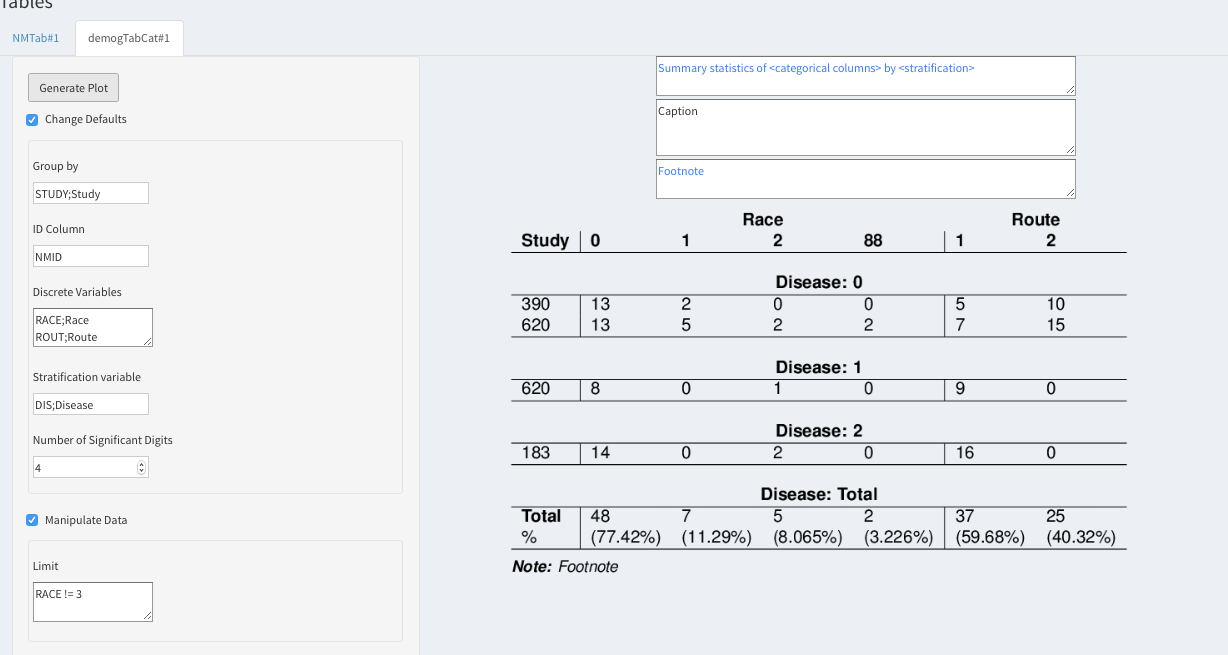 Tables
NMTab#1 demogTabCat#1
Generate Plot
Change Defaults
Group by
STUDY;Study
ID Column
NMID
Discrete Variables
RACE;Race
ROUT;Route
Stratification variable
DIS;Disease
Number of Significant Digits
4
Manipulate Data
Limit
RACE != 3
Summary statistics of <categorical columns> by <stratification>
Caption
Footnote
Race Route
Study 0 1 2 88 1 2
Disease: 0
390 13 2 0 0 5 10
620 13 5 2 2 7 15
Disease: 1
620 8 0 1 0 9 0
Disease: 2
183 14 0 2 0 16 0
Disease: Total
Total 48 7 5 2 37 25
% (77.42%) (11.29%) (8.065%) (3.226%) (59.68%) (40.32%)
Note: Footnote